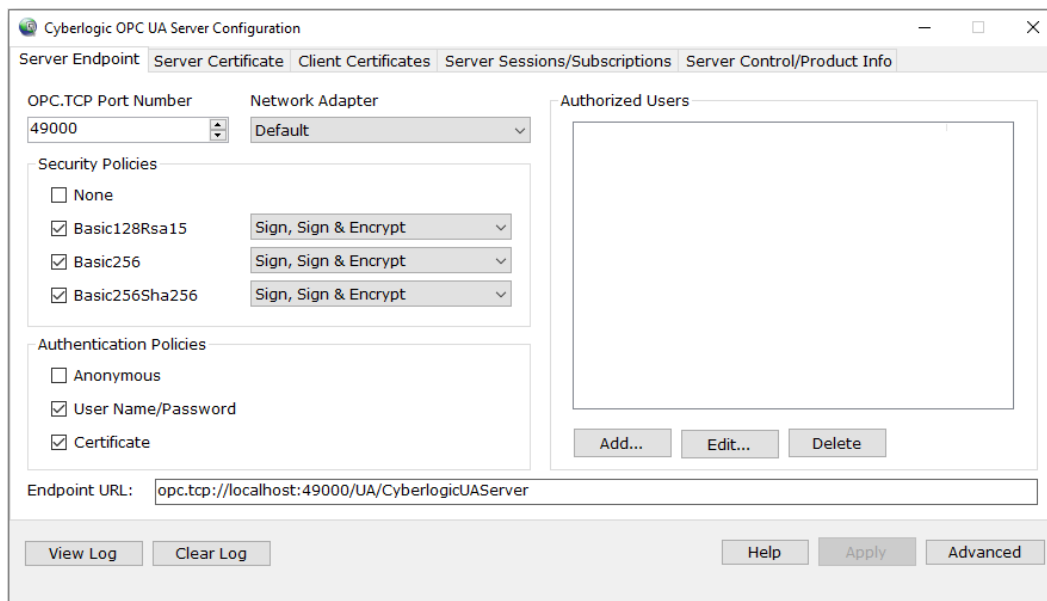 Cyberlogic OPC UA Server Configuration
Server Endpoint Server Certificate Client Certificates Server Sessions/Subscriptions Server Control/Product Info
OPC.TCP Port Number
49000
Network Adapter
Default
Security Policies
None
Basic128Rsa15 Sign, Sign & Encrypt
Basic256 Sign, Sign & Encrypt
Basic256Sha256 Sign, Sign & Encrypt
Authentication Policies
Anonymous
User Name/Password
Certificate
Authorized Users
Add... Edit... Delete
Endpoint URL: opc.tcp://localhost:49000/UA/CyberlogicUAServer
View Log Clear Log Help Apply Advanced